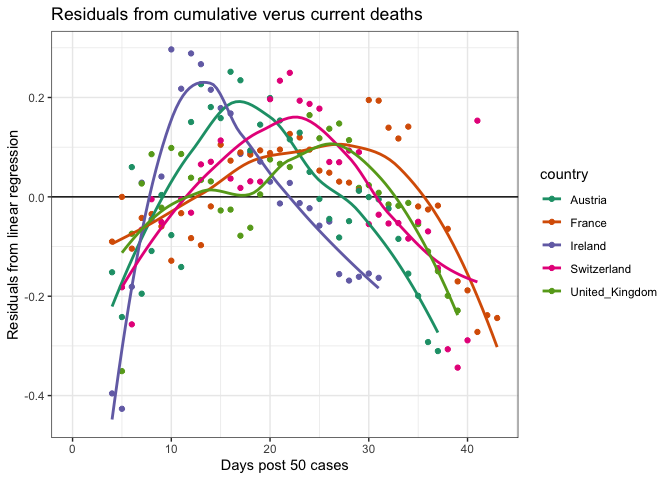 Residuals from cumulative verus current deaths
Residuals from linear regression
0.2
0.0
-0.2
-0.4
0
10
20
30
40
Days post 50 cases
country
Austria
France
Ireland
Switzerland
United_Kingdom